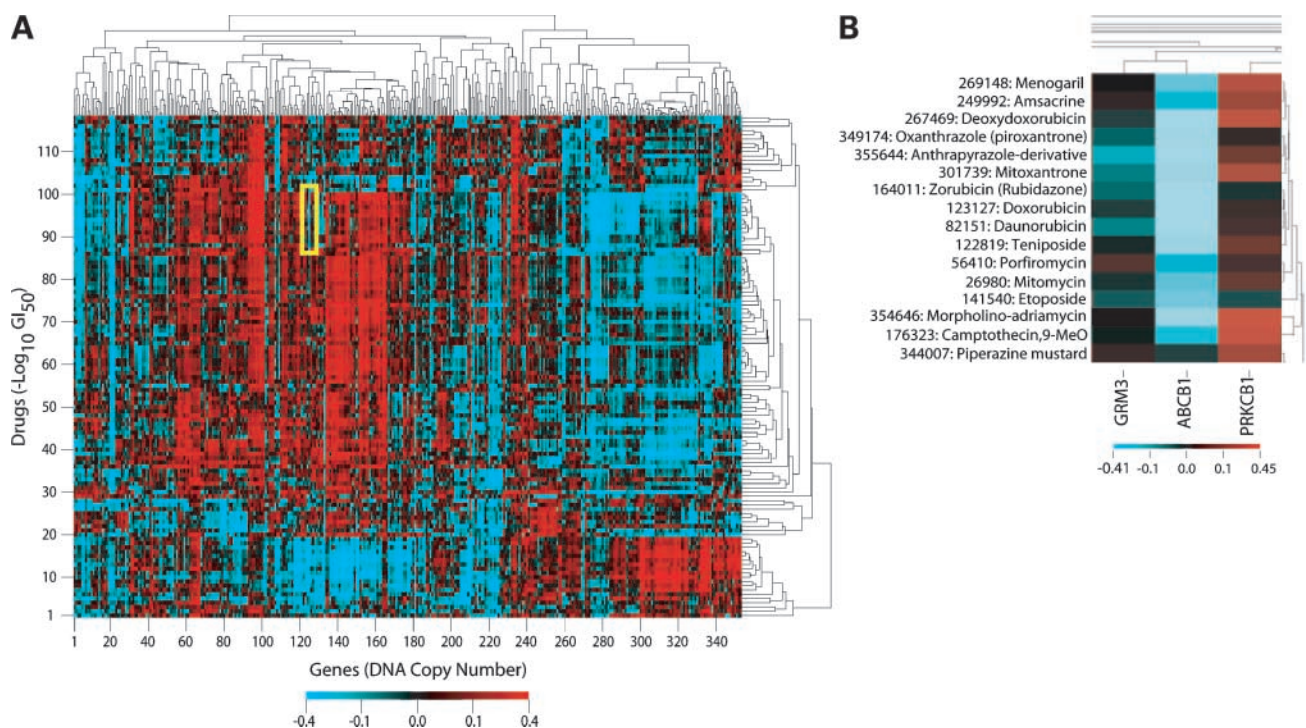 A
Drugs (-Log10 GI50)
110
100
90
80
70
60
50
40
30
20
10
1
1 20 40 60 80 100 120 140 160 180 200 220 240 260 280 300 320 340
Genes (DNA Copy Number)
-0.4 -0.1 0.0 0.1 0.4
B
269148: Menogaril
249992: Amsacrine
267469: Deoxydoxorubicin
349174: Oxanthrazole (piroxantrone)
355644: Anthrapyrazole-derivative
301739: Mitoxantrone
164011: Zorubicin (Rubidazone)
123127: Doxorubicin
82151: Daunorubicin
122819: Teniposide
56410: Porfiromycin
26980: Mitomycin
141540: Etoposide
354646: Morpholino-adriamycin
176323: Camptothecin,9-MeO
344007: Piperazine mustard
GRM3
ABCB1
PRKCB1
-0.41 -0.1 0.0 0.1 0.45